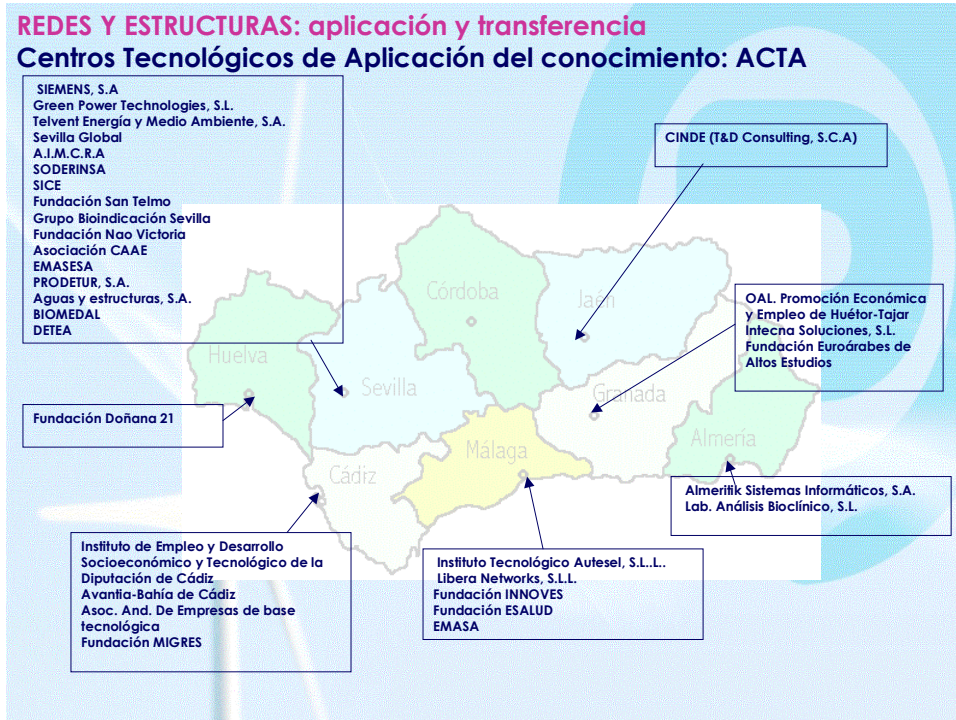 REDES Y ESTRUCTURAS: aplicación y transferencia
Centros Tecnológicos de Aplicación del conocimiento: ACTA
SIEMENS, S.A
Green Power Technologies, S.L.
Telvent Energía y Medio Ambiente, S.A.
Sevilla Global
A.I.M.C.R.A
SODERINSA
SICE
Fundación San Telmo
Grupo Bioindicación Sevilla
Fundación Nao Victoria
Asociación CAAE
EMASESA
PRODETUR, S.A.
Aguas y estructuras, S.A.
BIOMEDAL
DETEA
CINDE (T&D Consulting, S.C.A)
OAL. Promoción Económica
y Empleo de Huétor-Tajar
Intecna Soluciones, S.L.
Fundación Euroárabes de
Altos Estudios
Córdoba
Jaén
Huelva
Sevilla
Granada
Almería
Málaga
Cádiz
Fundación Doñana 21
Almeritik Sistemas Informáticos, S.A.
Lab. Análisis Bioclínico, S.L.
Instituto de Empleo y Desarrollo
Socioeconómico y Tecnológico de la
Diputación de Cádiz
Avantia-Bahía de Cádiz
Asoc. And. De Empresas de base
tecnológica
Fundación MIGRES
Instituto Tecnológico Autesel, S.L..L..
Libera Networks, S.L.L.
Fundación INNOVES
Fundación ESALUD
EMASA